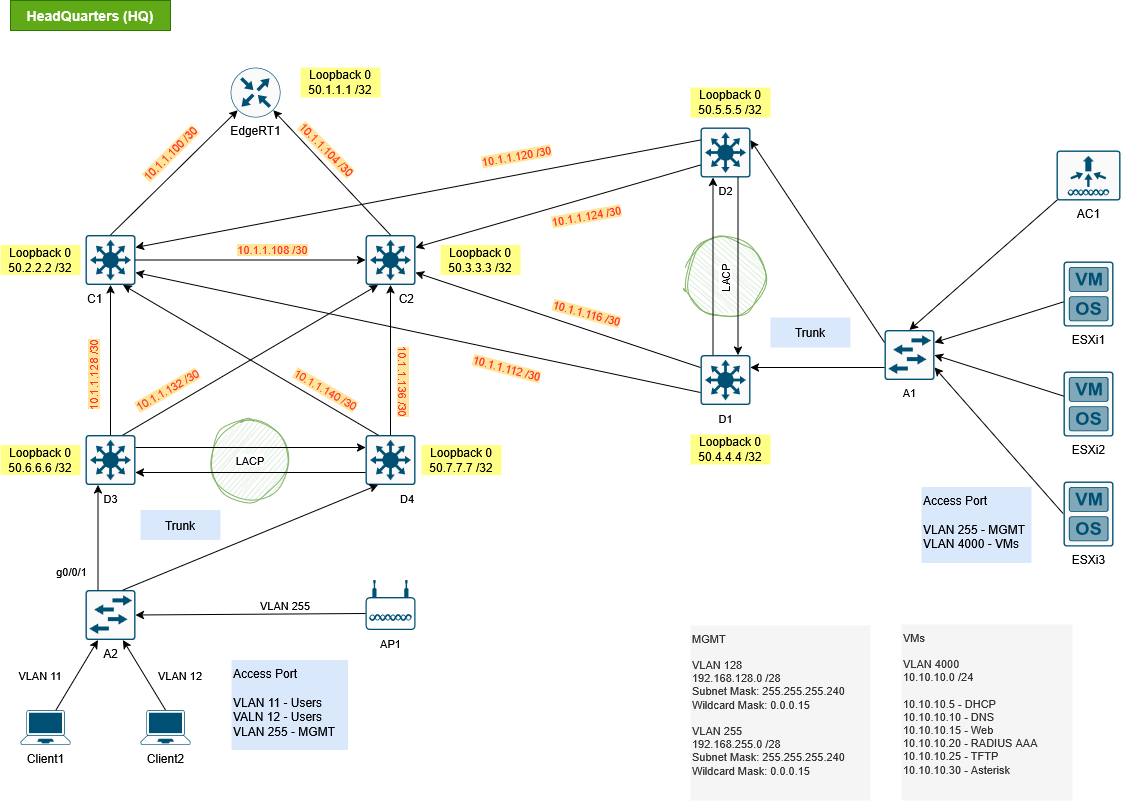 HeadQuarters (HQ)
Loopback 0
50.1.1.1 /32
EdgeRT1
10.1.1.100 /30
10.1.1.104 /30
Loopback 0
50.5.5.5 /32
10.1.1.120 /30
D2
10.1.1.124 /30
AC1
Loopback 0
50.2.2.2 /32
C1
10.1.1.108 /30
C2
Loopback 0
50.3.3.3 /32
LACP
VM
OS
ESXi1
10.1.1.116 /30
Trunk
10.1.1.112 /30
10.1.1.128 /30
10.1.1.132 /30
10.1.1.140 /30
10.1.1.136 /30
D1
A1
VM
OS
ESXi2
Loopback 0
50.4.4.4 /32
Loopback 0
50.6.6.6 /32
D3
LACP
D4
Loopback 0
50.7.7.7 /32
Access Port
VLAN 255 - MGMT
VLAN 4000 - VMs
VM
OS
ESXi3
Trunk
g0/0/1
A2
VLAN 255
AP1
VLAN 11
VLAN 12
Client1
Client2
Access Port
VLAN 11 - Users
VALN 12 - Users
VLAN 255 - MGMT
MGMT
VLAN 128
192.168.128.0 /28
Subnet Mask: 255.255.255.240
Wildcard Mask: 0.0.0.15
VLAN 255
192.168.255.0 /28
Subnet Mask: 255.255.255.240
Wildcard Mask: 0.0.0.15
VMs
VLAN 4000
10.10.10.0 /24
10.10.10.5 - DHCP
10.10.10.10 - DNS
10.10.10.15 - Web
10.10.10.20 - RADIUS AAA
10.10.10.25 - TFTP
10.10.10.30 - Asterisk